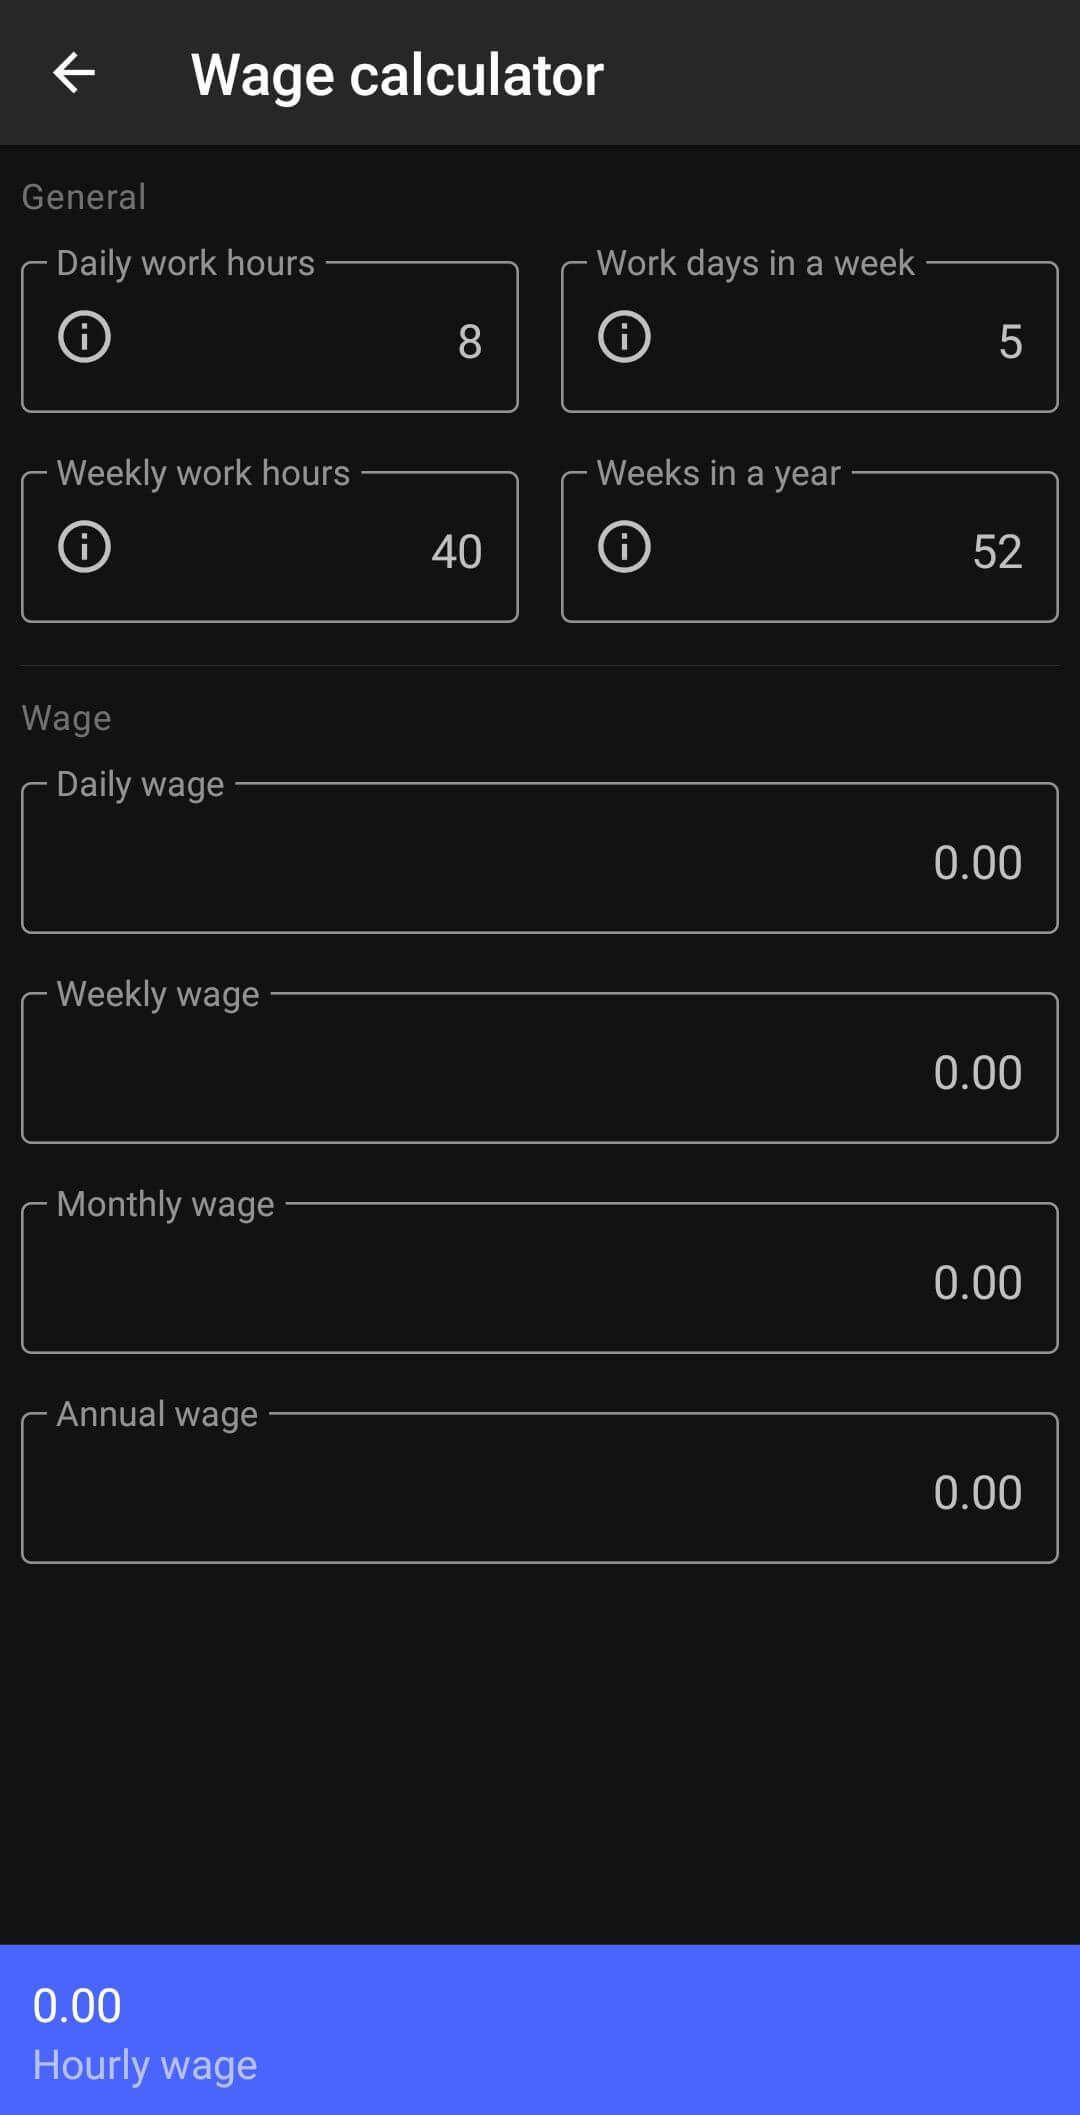 Wage calculator
General
Daily work hours
8
Work days in a week
5
Weekly work hours
40
Weeks in a year
52
Wage
Daily wage
0.00
Weekly wage
0.00
Monthly wage
0.00
Annual wage
0.00
0.00
Hourly wage